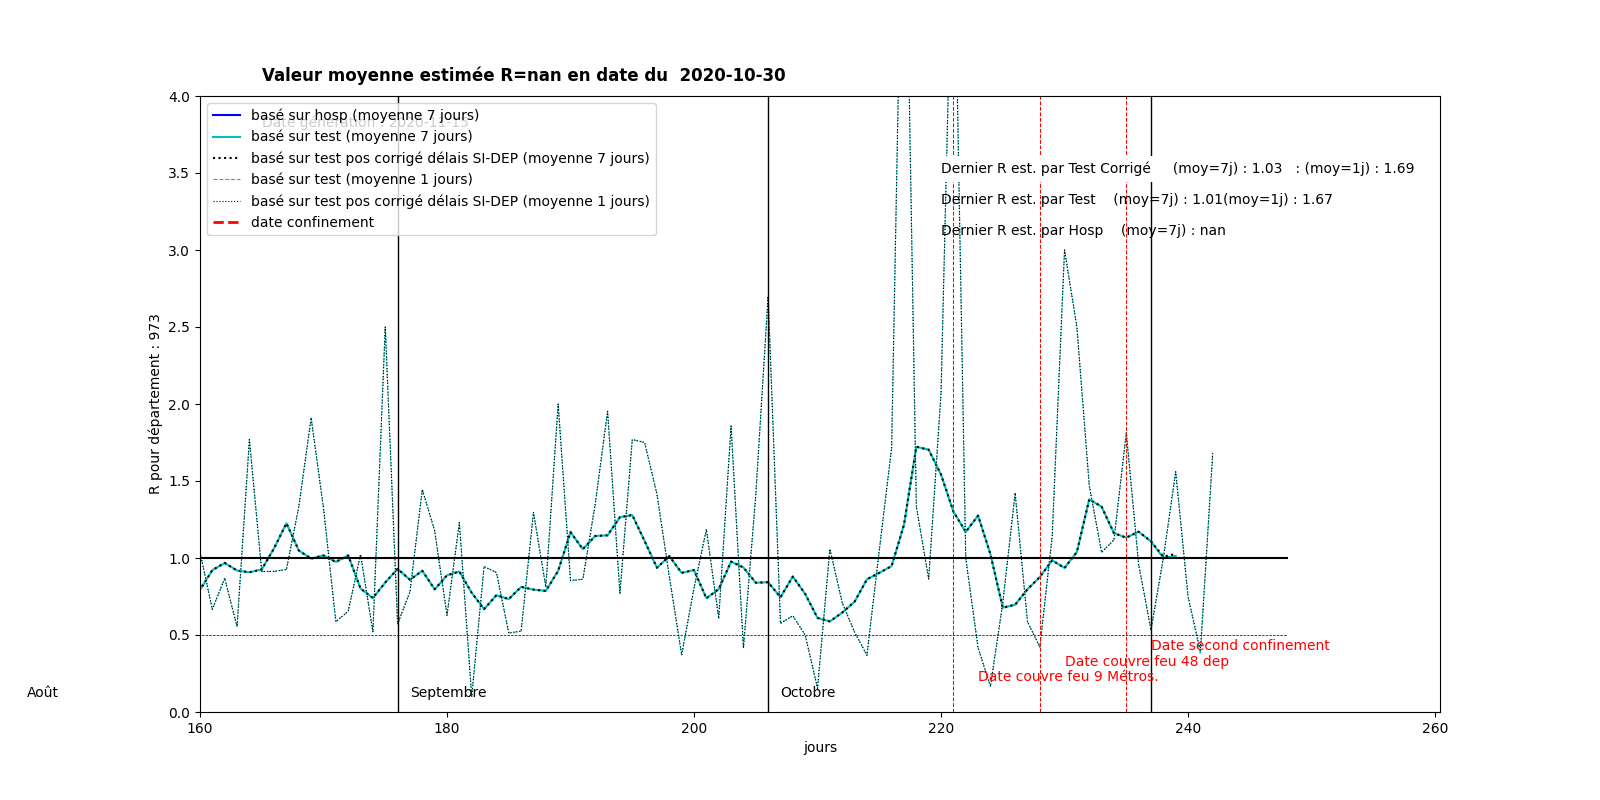 Valeur moyenne estimée R=nan en date du  2020-10-30
4.0
3.5
3.0
2.5
2.0
1.5
1.0
0.5
0.0
R pour département : 973
Date génération : 2020-11-15
basé sur hosp (moyenne 7 jours)
basé sur test (moyenne 7 jours)
basé sur test pos corrigé délais SI-DEP (moyenne 7 jours)
basé sur test (moyenne 1 jours)
basé sur test pos corrigé délais SI-DEP (moyenne 1 jours)
date confinement
Dernier R est. par Test Corrigé     (moy=7j) : 1.03   : (moy=1j) : 1.69
Dernier R est. par Test    (moy=7j) : 1.01(moy=1j) : 1.67
Dernier R est. par Hosp    (moy=7j) : nan
Date second confinement
Date couvre feu 48 dep
Date couvre feu 9 Métros.
Août
Septembre
Octobre
160
180
200
220
240
260
jours